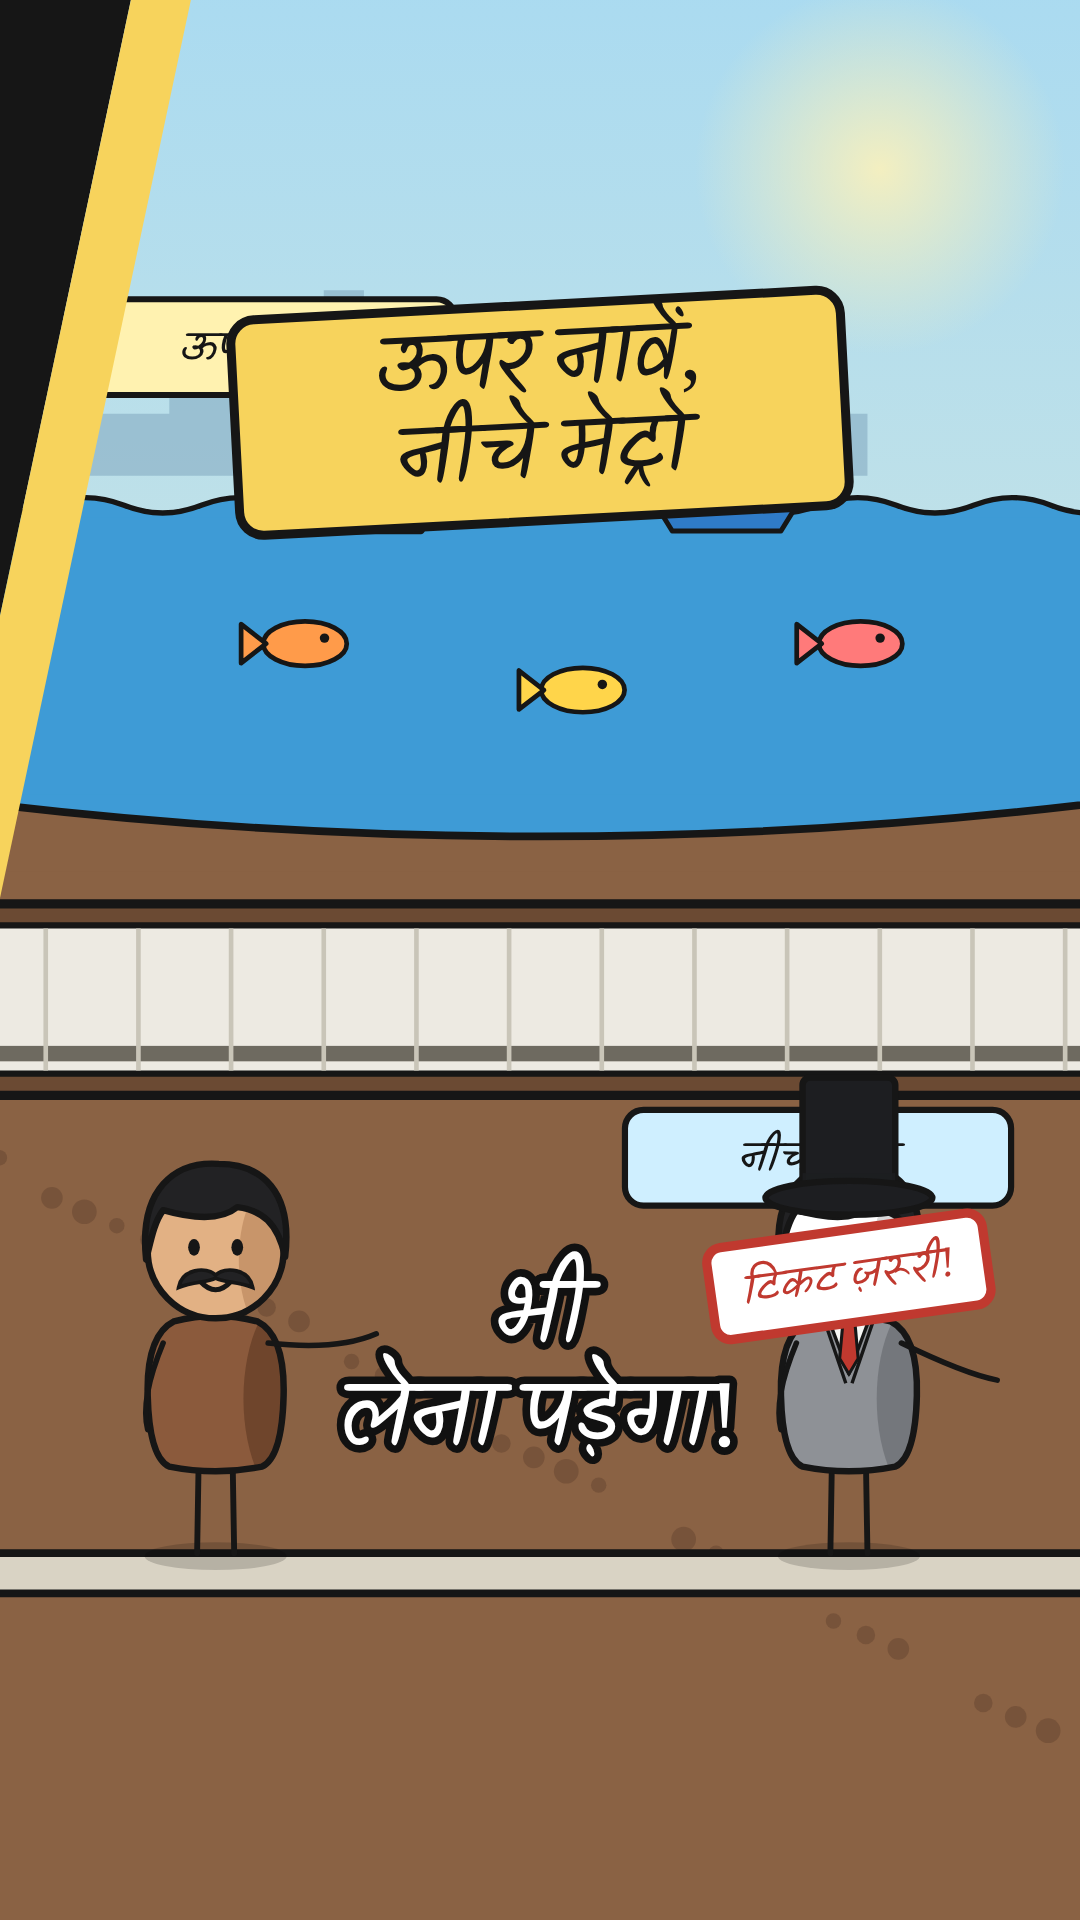 ऊपर नावें,
नीचे मेट्रो
टिकट ज़रूरी!
भी
लेना पड़ेगा!